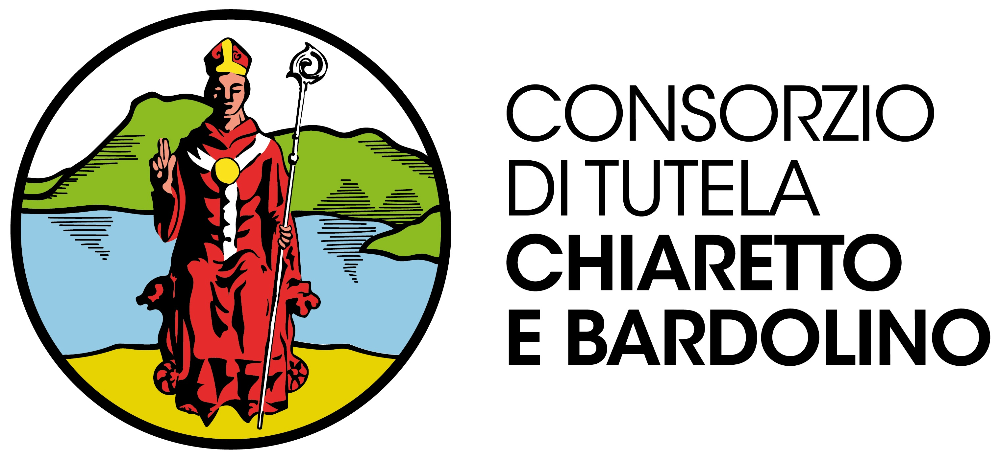 CONSORZIO
DI TUTELA
CHIARETTO
E BARDOLINO